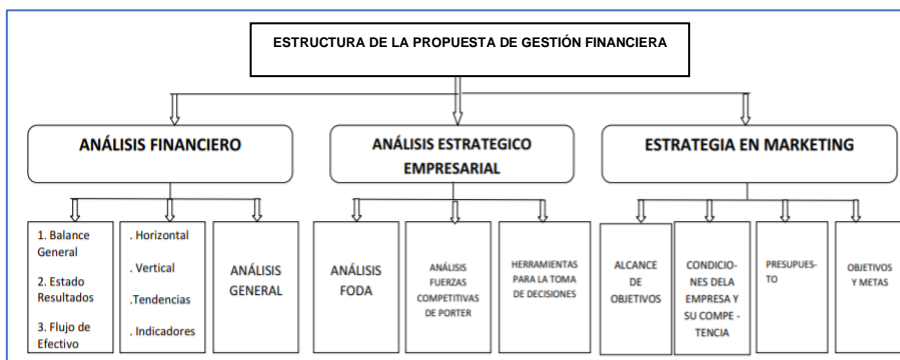 ESTRUCTURA DE LA PROPUESTA DE GESTIÓN FINANCIERA
ANÁLISIS FINANCIERO
ANÁLISIS ESTRATEGICO
EMPRESARIAL
ESTRATEGIA EN MARKETING
1. Balance
General
2. Estado
Resultados
3. Flujo de
Efectivo
. Horizontal
. Vertical
.Tendencias
. Indicadores
ANÁLISIS
GENERAL
ANÁLISIS
FODA
ANÁLISIS
FUERZAS
COMPETITIVAS
DE PORTER
HERRAMIENTAS
PARA LA TOMA
DE DECISIONES
ALCANCE
DE
OBJETIVOS
CONDICIO-
NES DELA
EMPRESA Y
SU COMPE -
TENCIA
PRESUPUES-
TO
OBJETIVOS
Y METAS